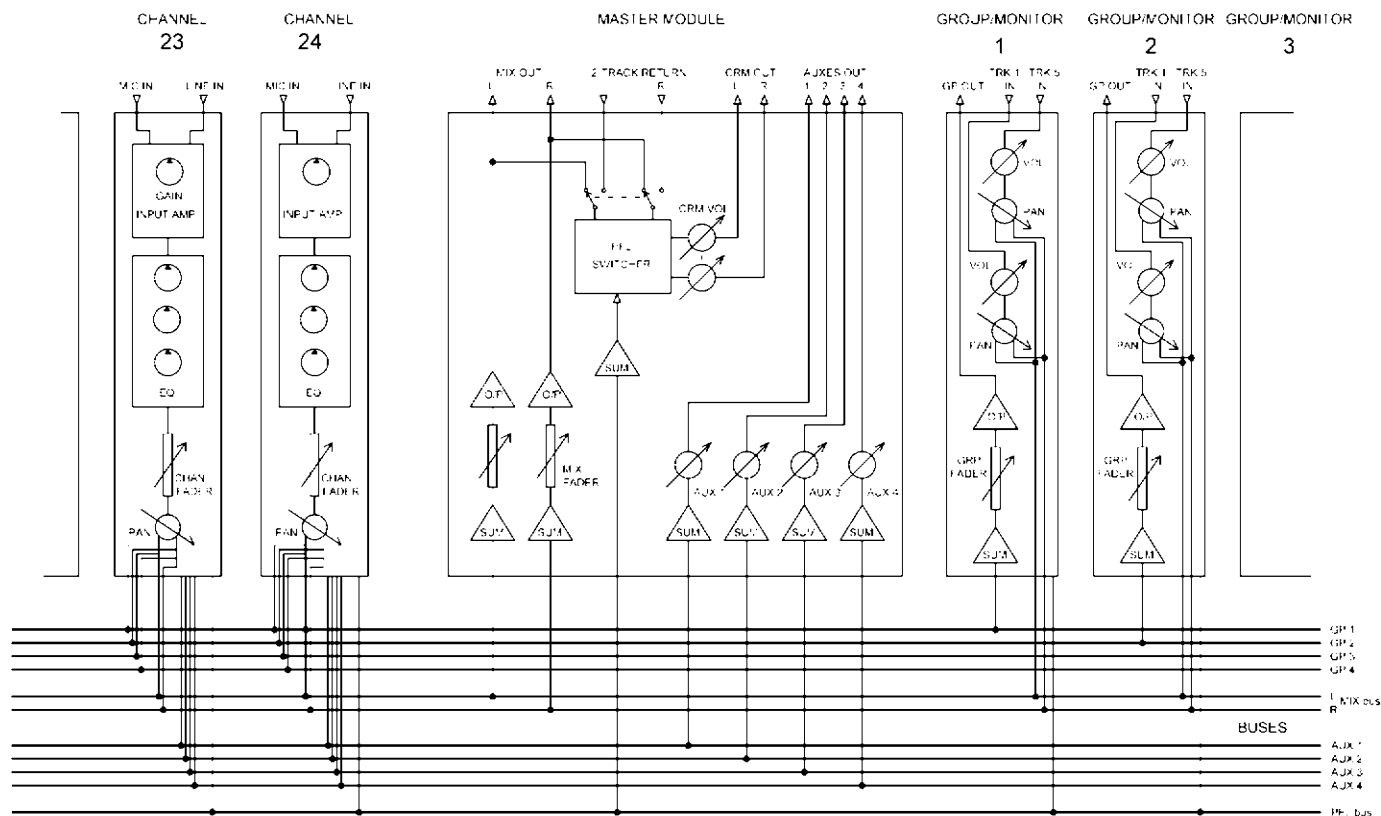 CHANNEL
23
CHANNEL
24
MASTER MODULE
GROUP/MONITOR
1
GROUP/MONITOR
2
GROUP/MONITOR
3
MIC IN
LINE IN
MIC IN
LINE IN
MIX OUT
L
R
2 TRACK RETURN
R
CRM OUT
L
R
AUXES OUT
1
2
3
4
GP OUT
TRK 1
IN
TRK 5
IN
GP OUT
TRK 1
IN
TRK 5
IN
GAIN
INPUT AMP
INPUT AMP
EQ
EQ
CHAN
FADER
CHAN
FADER
PAN
PAN
PFL
SWITCHER
CRM VOL
SUM
O/P
O/P
MIX
FADER
SUM
SUM
AUX 1
AUX 2
AUX 3
AUX 4
SUM
SUM
SUM
SUM
VOL
PAN
VOL
PAN
O/P
GRP
FADER
SUM
VOL
PAN
VOL
PAN
O/P
GRP
FADER
SUM
GP 1
GP 2
GP 3
GP 4
L
R
MIX bus
BUSES
AUX 1
AUX 2
AUX 3
AUX 4
PFL bus